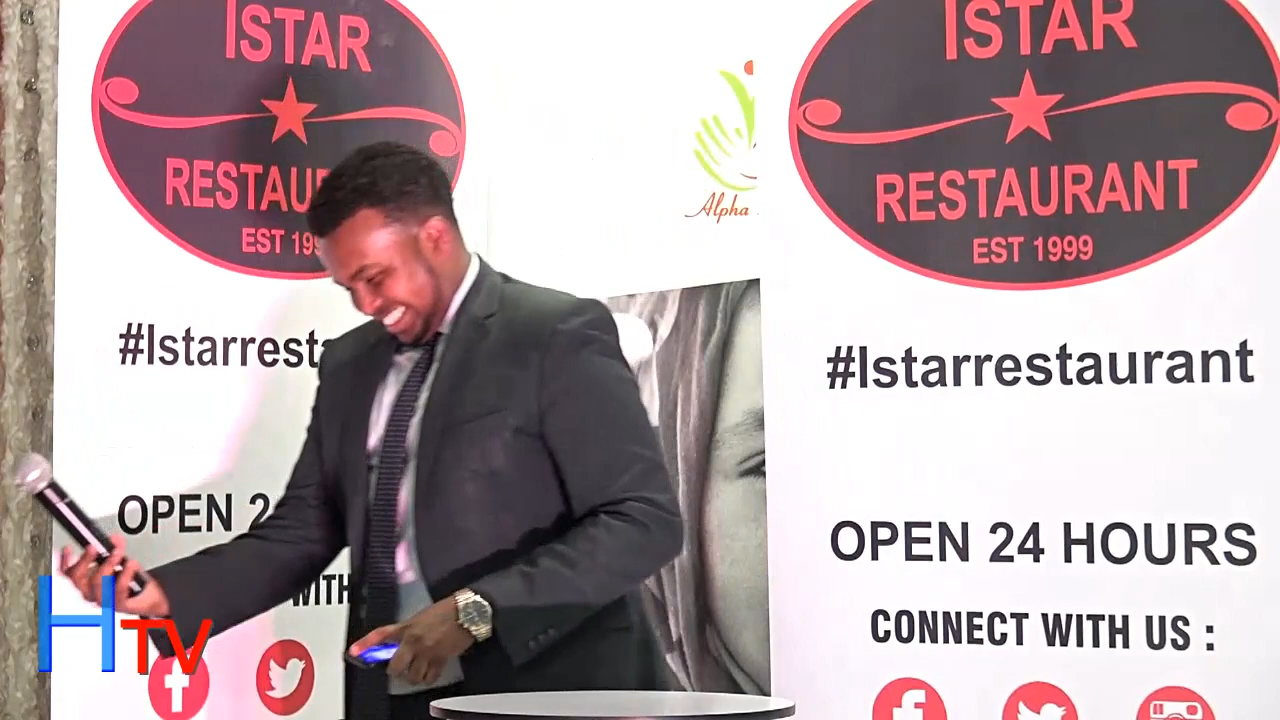 ISTAR
RESTAU
EST 199
#Istarresta
OPEN 2
WITH
Alpha
ISTAR
RESTAURANT
EST 1999
#Istarrestaurant
OPEN 24 HOURS
CONNECT WITH US :
HTV